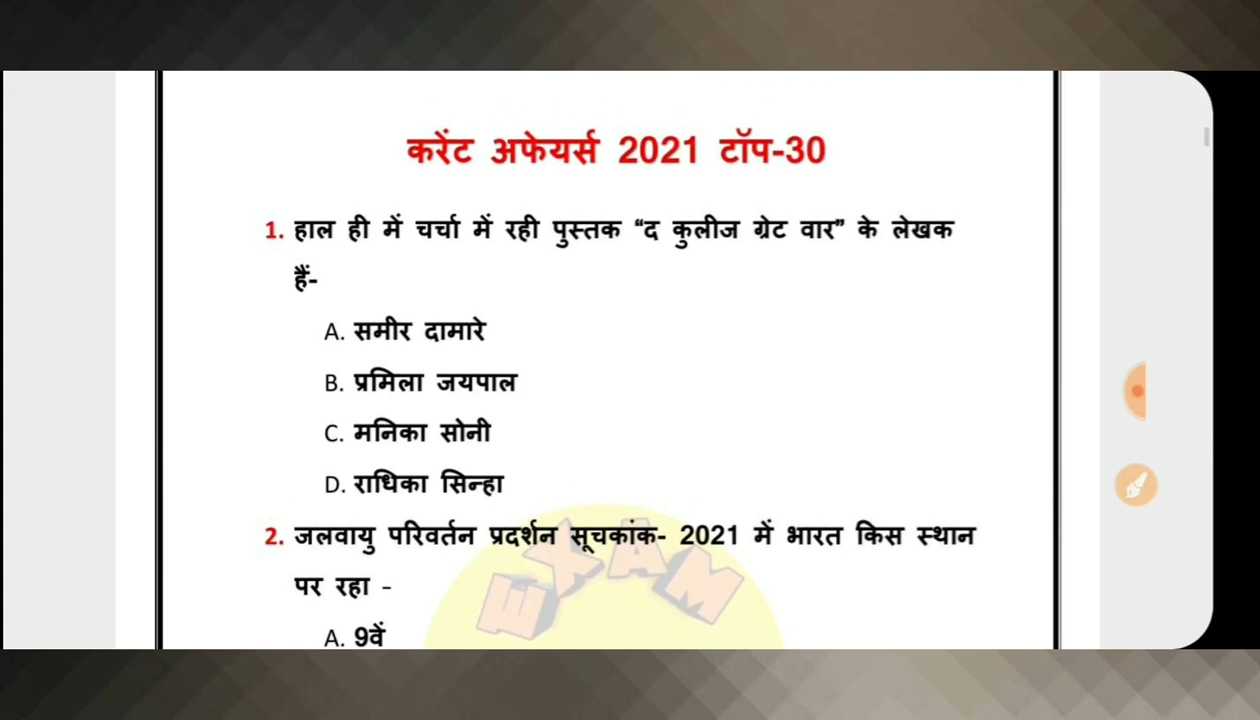 करेंट अफेयर्स 2021 टॉप-30
1. हाल ही में चर्चा में रही पुस्तक “द कुलीज ग्रेट वार” के लेखक
हैं-
A. समीर दामारे
B. प्रमिला जयपाल
C. मनिका सोनी
D. राधिका सिन्हा
2. जलवायु परिवर्तन प्रदर्शन सूचकांक- 2021 में भारत किस स्थान
पर रहा -
EXAM
A. 9वें